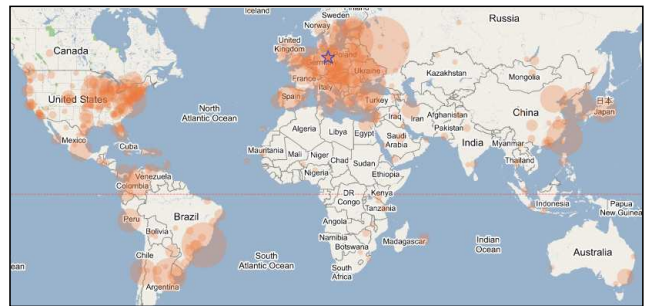 Iceland
Sweden
Norway
Russia
Canada
United
Kingdom
Poland
Ukraine
France
Kazakhstan
Mongolia
United States
Spain
Italy
Turkey
日本
Japan
North
Atlantic Ocean
China
Iraq
Iran
Afghanistan
Pakistan
Algeria
Libya
Egypt
Saudi
Arabia
Mexico
Cuba
India
Myanmar
Mauritania
Mali
Niger
Chad
Sudan
Thailand
Nigeria
Ethiopia
Venezuela
Colombia
DR
Congo
Kenya
Tanzania
Indonesia
Papua
New Guinea
Peru
Brazil
Angola
Bolivia
Namibia
Botswana
Madagascar
Indian
Ocean
Australia
Chile
South
Atlantic Ocean
South
Africa
Argentina
ean